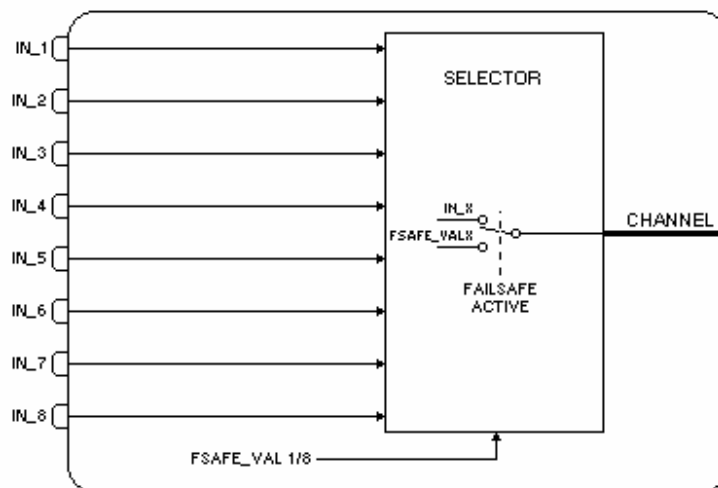 IN_1
IN_2
IN_3
IN_4
IN_5
IN_6
IN_7
IN_8
SELECTOR
IN_X
FSAFE_VALX
FAILSAFE
ACTIVE
CHANNEL
FSAFE_VAL 1/8